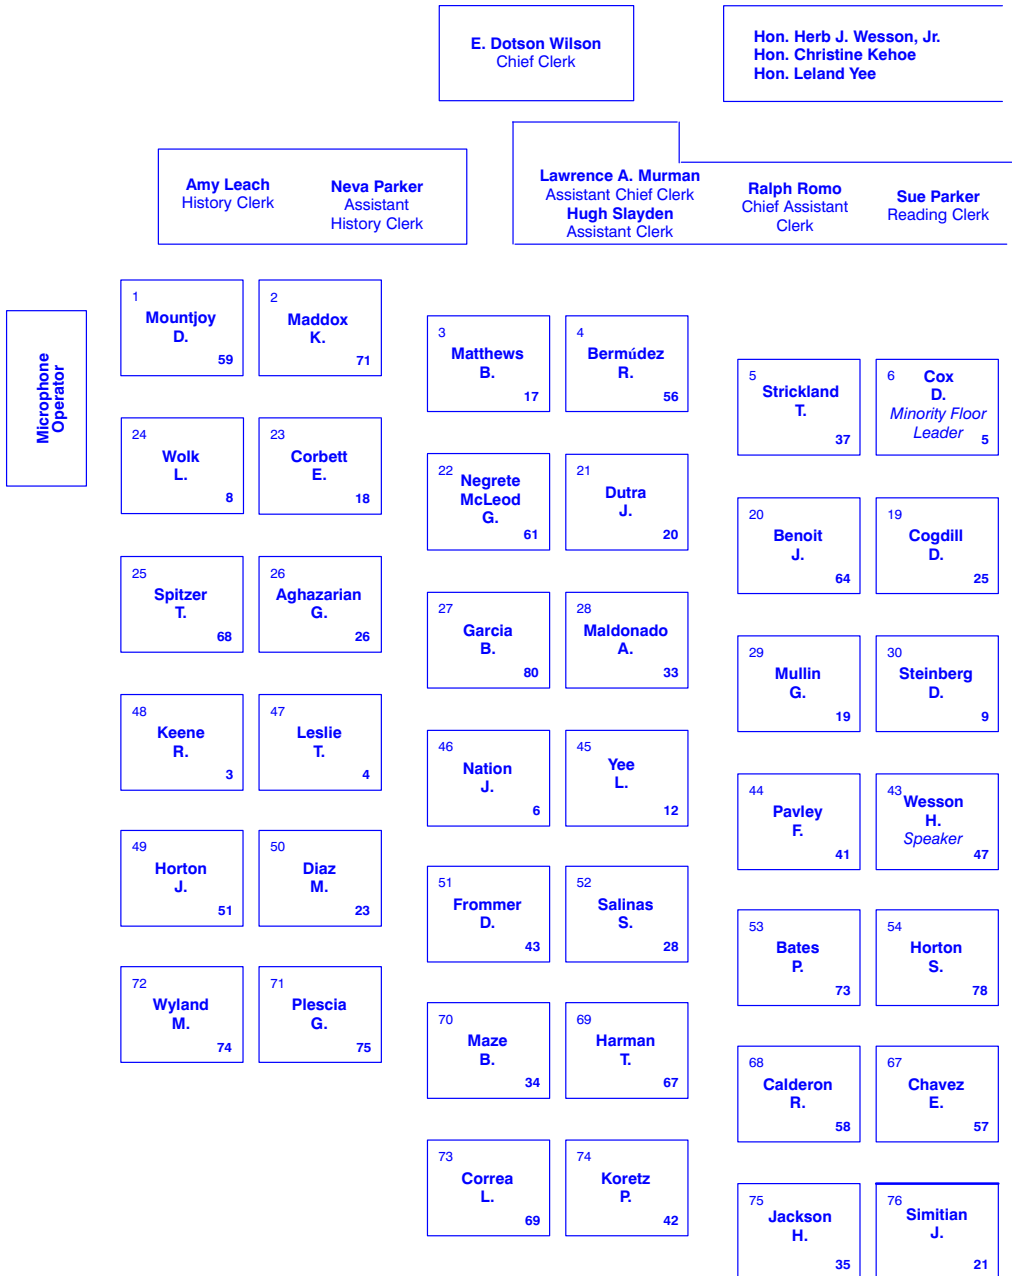 E. Dotson Wilson
Chief Clerk
Hon. Herb J. Wesson, Jr.
Hon. Christine Kehoe
Hon. Leland Yee
Amy Leach
History Clerk
Neva Parker
Assistant
History Clerk
Lawrence A. Murman
Assistant Chief Clerk
Hugh Slayden
Assistant Clerk
Ralph Romo
Chief Assistant
Clerk
Sue Parker
Reading Clerk
Microphone
Operator
1
Mountjoy
D.
59
2
Maddox
K.
71
3
Matthews
B.
17
4
Bermúdez
R.
56
5
Strickland
T.
37
6
Cox
D.
Minority Floor
Leader
5
24
Wolk
L.
8
23
Corbett
E.
18
22
Negrete
McLeod
G.
61
21
Dutra
J.
20
20
Benoit
J.
64
19
Cogdill
D.
25
25
Spitzer
T.
68
26
Aghazarian
G.
26
27
Garcia
B.
80
28
Maldonado
A.
33
29
Mullin
G.
19
30
Steinberg
D.
9
48
Keene
R.
3
47
Leslie
T.
4
46
Nation
J.
6
45
Yee
L.
12
44
Pavley
F.
41
43
Wesson
H.
Speaker
47
49
Horton
J.
51
50
Diaz
M.
23
51
Frommer
D.
43
52
Salinas
S.
28
53
Bates
P.
73
54
Horton
S.
78
72
Wyland
M.
74
71
Plescia
G.
75
70
Maze
B.
34
69
Harman
T.
67
68
Calderon
R.
58
67
Chavez
E.
57
73
Correa
L.
69
74
Koretz
P.
42
75
Jackson
H.
35
76
Simitian
J.
21